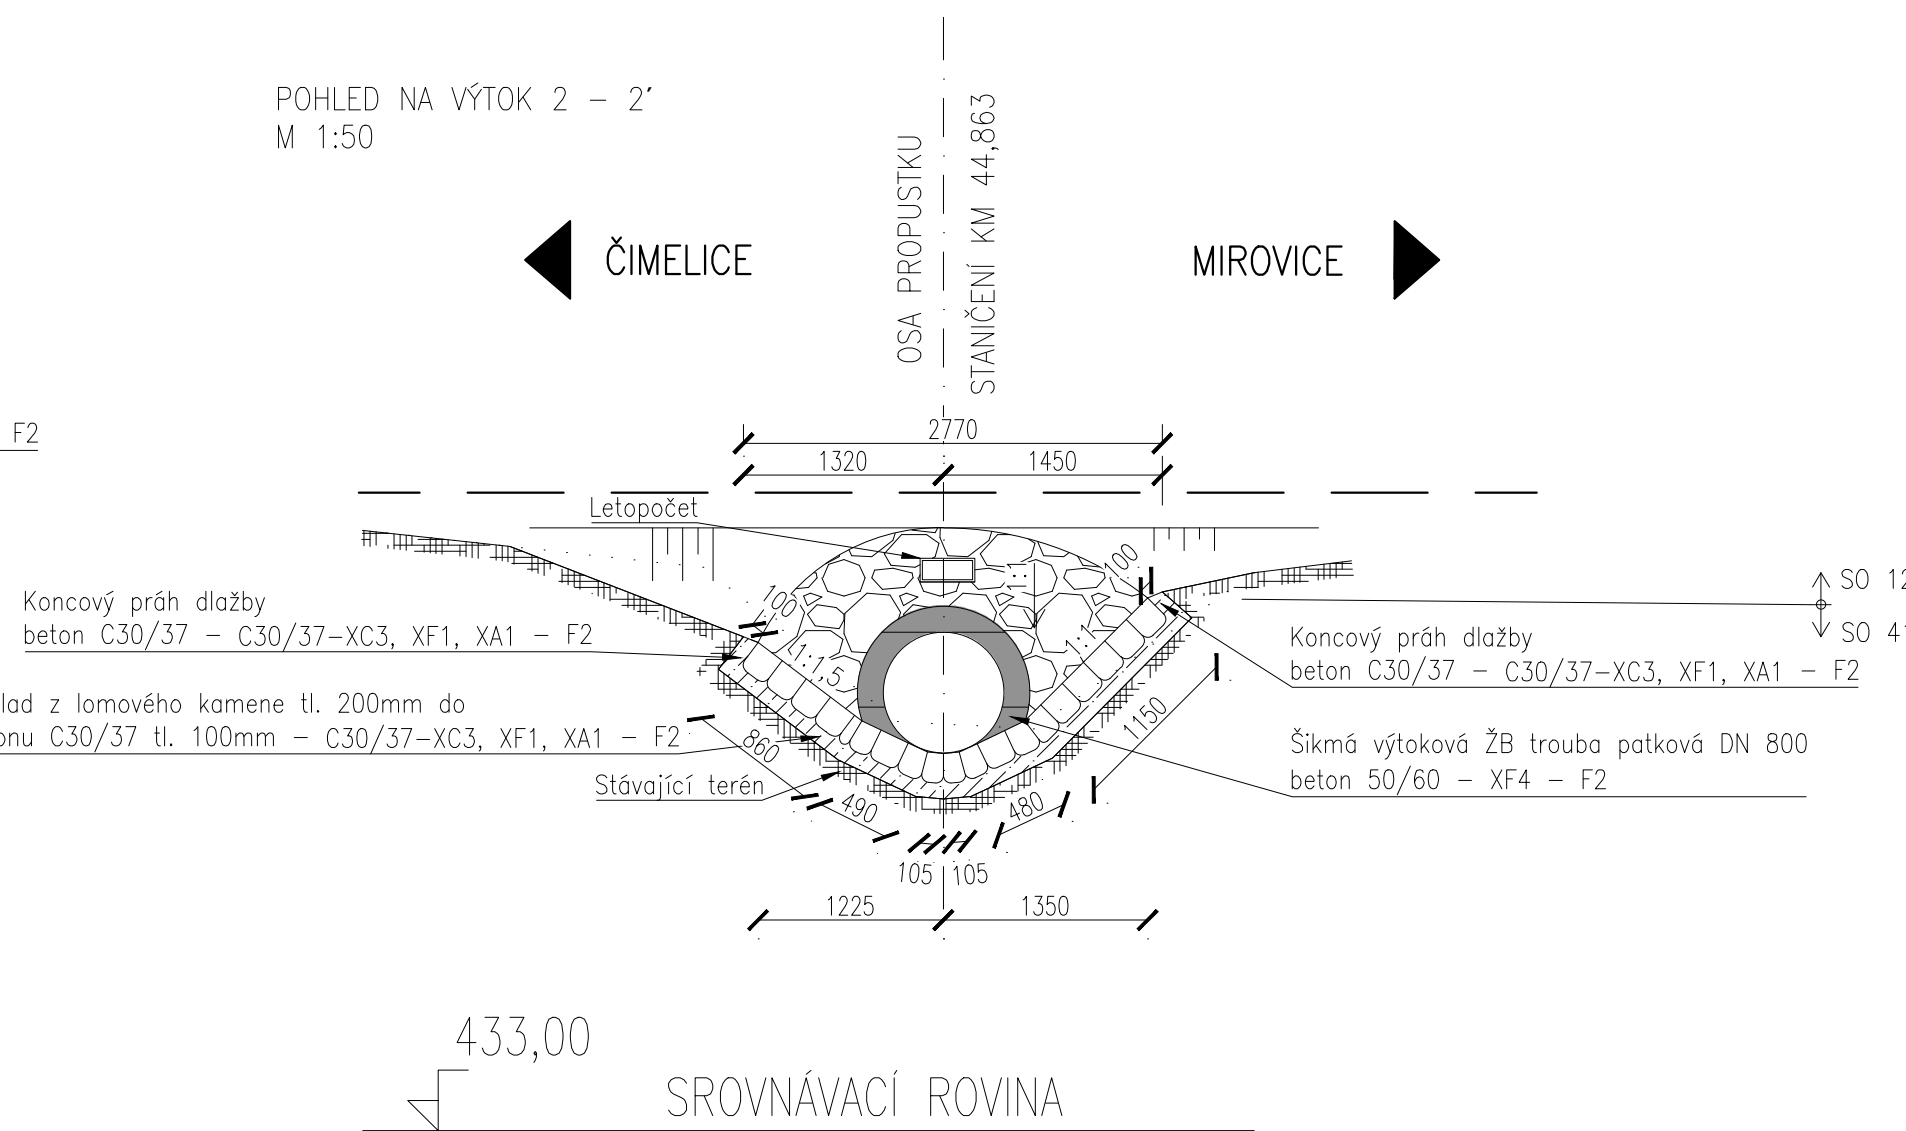 POHLED NA VÝTOK 2 – 2'
M 1:50
OSA PROPUSTKU
STANIČENÍ KM 44,863
ČIMELICE
MIROVICE
F2
2770
1320
1450
Letopočet
100
1:1
100
SO
Koncový práh dlažby
beton C30/37 – C30/37-XC3, XF1, XA1 – F2
1:1,5
1:1
SO
Koncový práh dlažby
beton C30/37 – C30/37-XC3, XF1, XA1 – F2
z lomového kamene tl. 200mm do
C30/37 tl. 100mm – C30/37-XC3, XF1, XA1 – F2
860
1150
Šikmá výtoková ŽB trouba patková DN 800
beton 50/60 – XF4 – F2
Stávající terén
490
480
105
105
1225
1350
433,00
SROVNÁVACÍ ROVINA